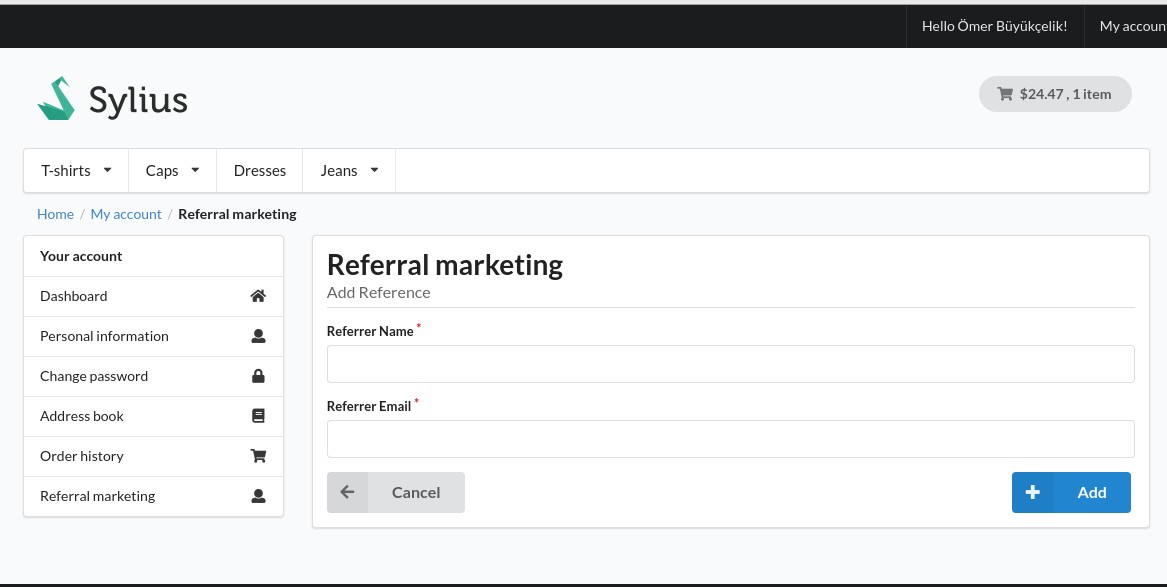 Hello Ömer Büyükçelik! My accoun
Sylius
$24.47 , 1 item
T-shirts Caps Dresses Jeans
Home / My account / Referral marketing
Your account
Dashboard
Personal information
Change password
Address book
Order history
Referral marketing
Referral marketing
Add Reference
Referrer Name *
Referrer Email *
Cancel
Add